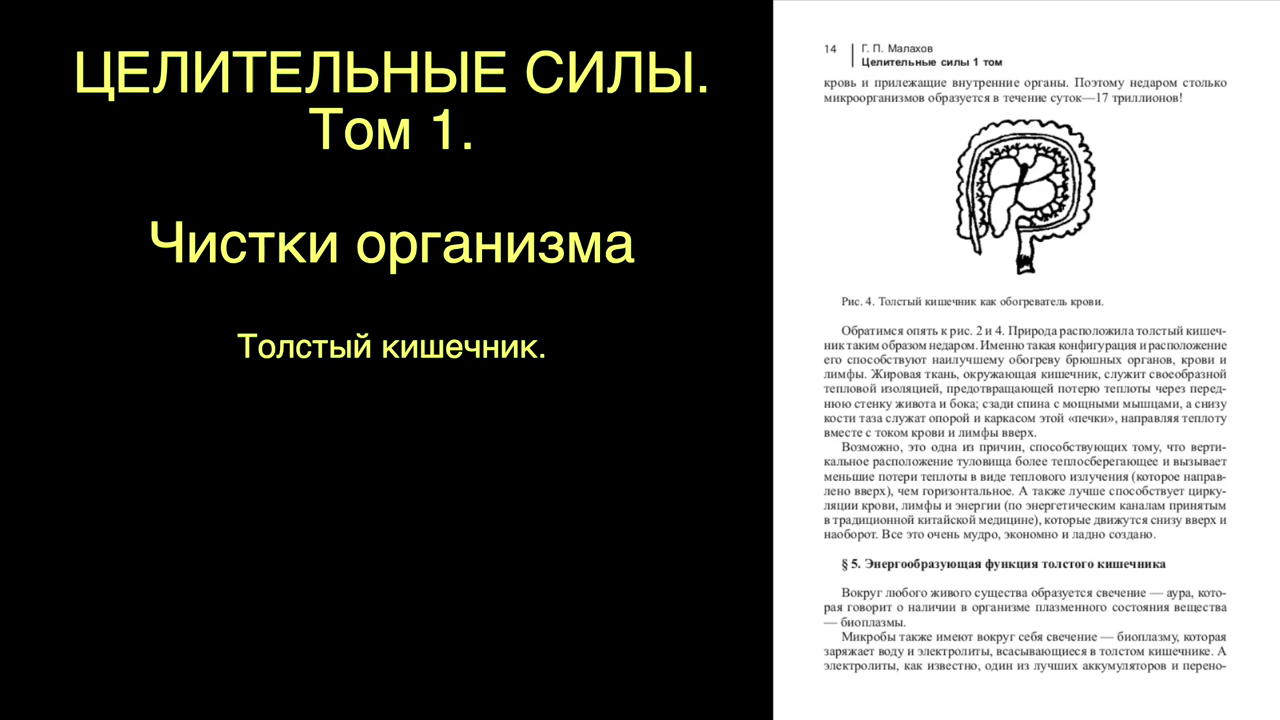 ЦЕЛИТЕЛЬНЫЕ СИЛЫ.
Том 1.
Чистки организма
Толстый кишечник.
14
Г. П. Малахов
Целительные силы 1 том
кровь и прилежащие внутренние органы. Поэтому недаром столько
микроорганизмов образуется в течение суток—17 триллионов!
Рис. 4. Толстый кишечник как обогреватель крови.
Обратимся опять к рис. 2 и 4. Природа расположила толстый кишеч-
ник таким образом недаром. Именно такая конфигурация и расположение
его способствуют наилучшему обогреву брюшных органов, крови и
лимфы. Жировая ткань, окружающая кишечник, служит своеобразной
тепловой изоляцией, предотвращающей потерю теплоты через перед-
нюю стенку живота и бока; сзади спина с мощными мышцами, а снизу
кости таза служат опорой и каркасом этой «печки», направляя теплоту
вместе с током крови и лимфы вверх.
Возможно, это одна из причин, способствующих тому, что верти-
кальное расположение туловища более теплосберегающее и вызывает
меньшие потери теплоты в виде теплового излучения (которое направ-
лено вверх), чем горизонтальное. А также лучше способствует цирку-
ляции крови, лимфы и энергии (по энергетическим каналам принятым
в традиционной китайской медицине), которые движутся снизу вверх и
наоборот. Все это очень мудро, экономно и ладно создано.
§ 5. Энергообразующая функция толстого кишечника
Вокруг любого живого существа образуется свечение — аура, кото-
рая говорит о наличии в организме плазменного состояния вещества
— биоплазмы.
Микробы также имеют вокруг себя свечение — биоплазму, которая
заряжает воду и электролиты, всасывающиеся в толстом кишечнике. А
электролиты, как известно, один из лучших аккумуляторов и перено-